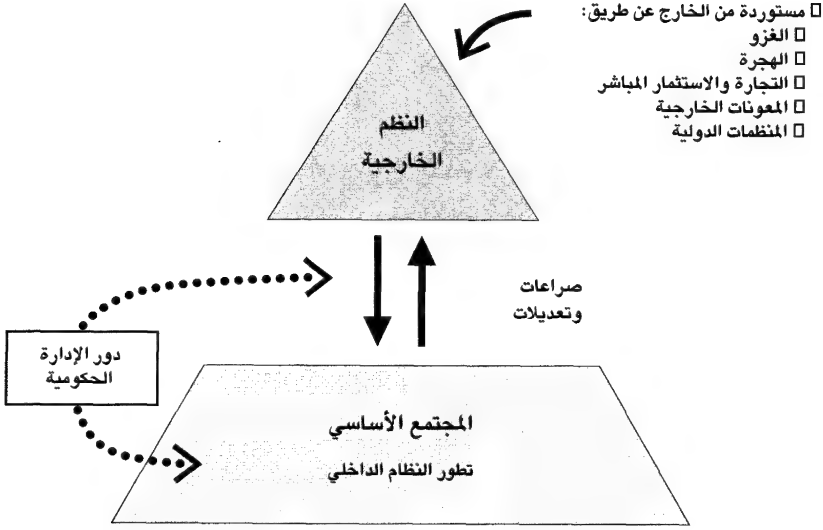 مستوردة من الخارج عن طريق:
الغزو
الهجرة
التجارة والاستثمار المباشر
المعونات الخارجية
المنظمات الدولية
النظم
الخارجية
صراعات
وتعديلات
دور الإدارة
الحكومية
المجتمع الأساسي
تطور النظام الداخلي